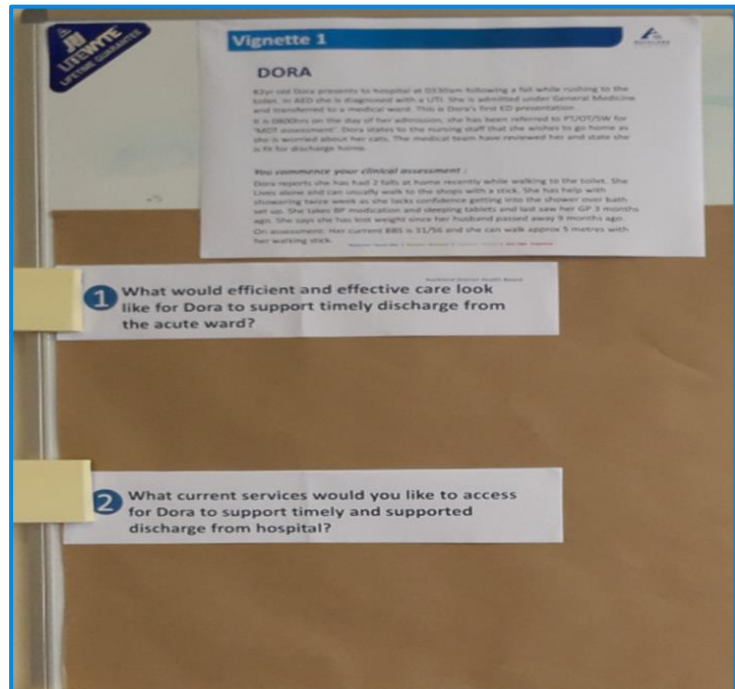 LITEWYTE
LIFETIME GUARANTEE
Vignette 1
DORA
82yr old Dora presents to hospital at 0330am following a fall while rushing to the
toilet. In AED she is diagnosed with a UTI. She is admitted under General Medicine
and transferred to a medical ward. This is Dora's first ED presentation.
It is 0800hrs on the day of her admission, she has been referred to PT/OT/SW for
"MDT assessment". Dora states to the nursing staff that she wishes to go home as
she is worried about her cats. The medical team have reviewed her and state she
is fit for discharge home.
You commence your clinical assessment :
Dora reports she has had 2 falls at home recently while walking to the toilet. She
Lives alone and can usually walk to the shops with a stick. She has help with
showering twice week as she lacks confidence getting into the shower over bath
set up. She takes BP medication and sleeping tablets and last saw her GP 3 months
ago. She says she has lost weight since her husband passed away 9 months ago.
On assessment: Her current BBS is 31/56 and she can walk approx 5 metres with
her walking stick.
1 What would efficient and effective care look
like for Dora to support timely discharge from
the acute ward?
2 What current services would you like to access
for Dora to support timely and supported
discharge from hospital?